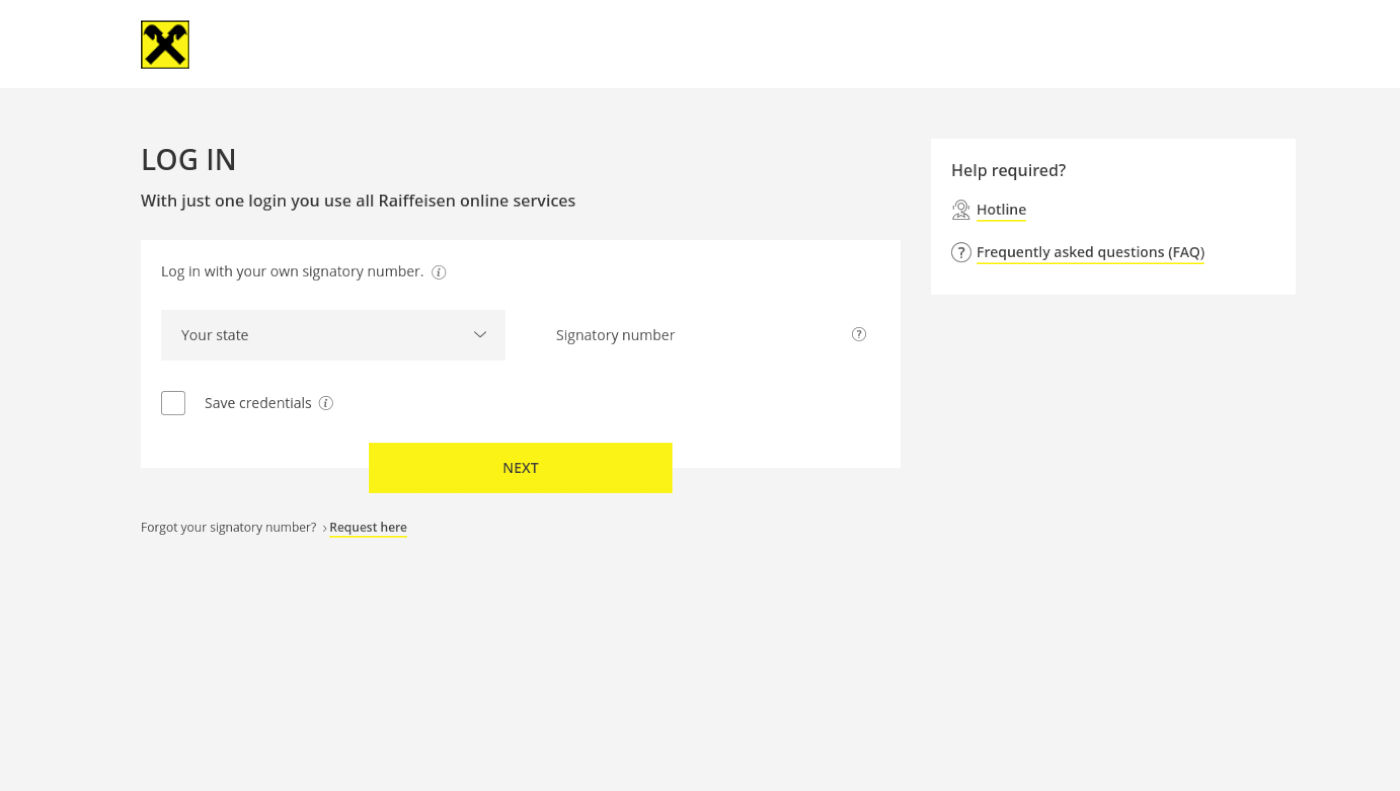 LOG IN
With just one login you use all Raiffeisen online services
Log in with your own signatory number.
Your state
Signatory number
Save credentials
NEXT
Forgot your signatory number? › Request here
Help required?
Hotline
Frequently asked questions (FAQ)